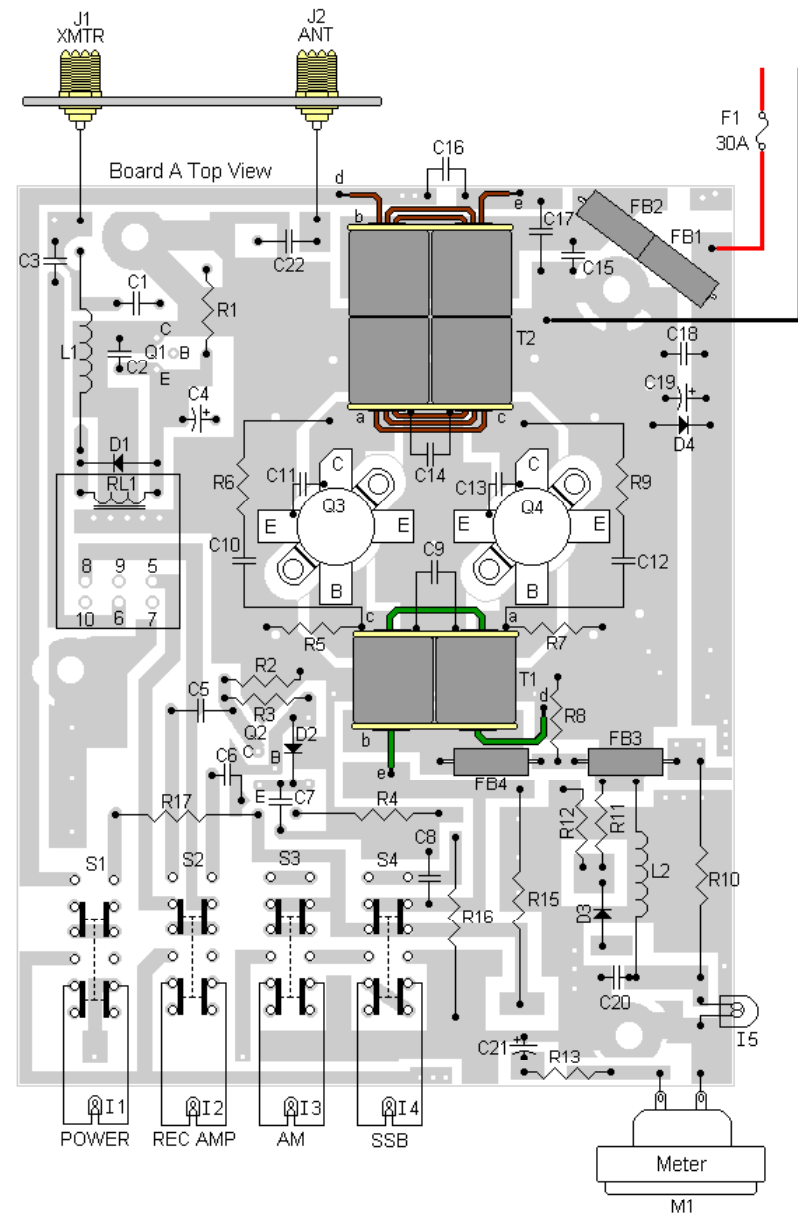 J1
XMTR
J2
ANT
F1
30A
Board A Top View
C16
d
e
b
FB2
FB1
C17
C15
C3
C22
C1
R1
C
L1
C2
Q1
B
E
T2
C18
C4
C19
a
c
D4
D1
C14
RL1
R6
C11
C
C13
C
R9
Q3
Q4
E
E
E
E
C10
C9
C12
8
9
5
B
B
10
6
7
c
a
R5
R7
R2
T1
C5
R3
d
R8
Q2
D2
b
C
B
FB3
C6
e
FB4
E
C7
R4
R17
R12
R11
C8
S1
S2
S3
S4
L2
R10
R15
R16
D3
C20
I5
C21
R13
I1
I2
I3
I4
POWER
REC AMP
AM
SSB
Meter
M1